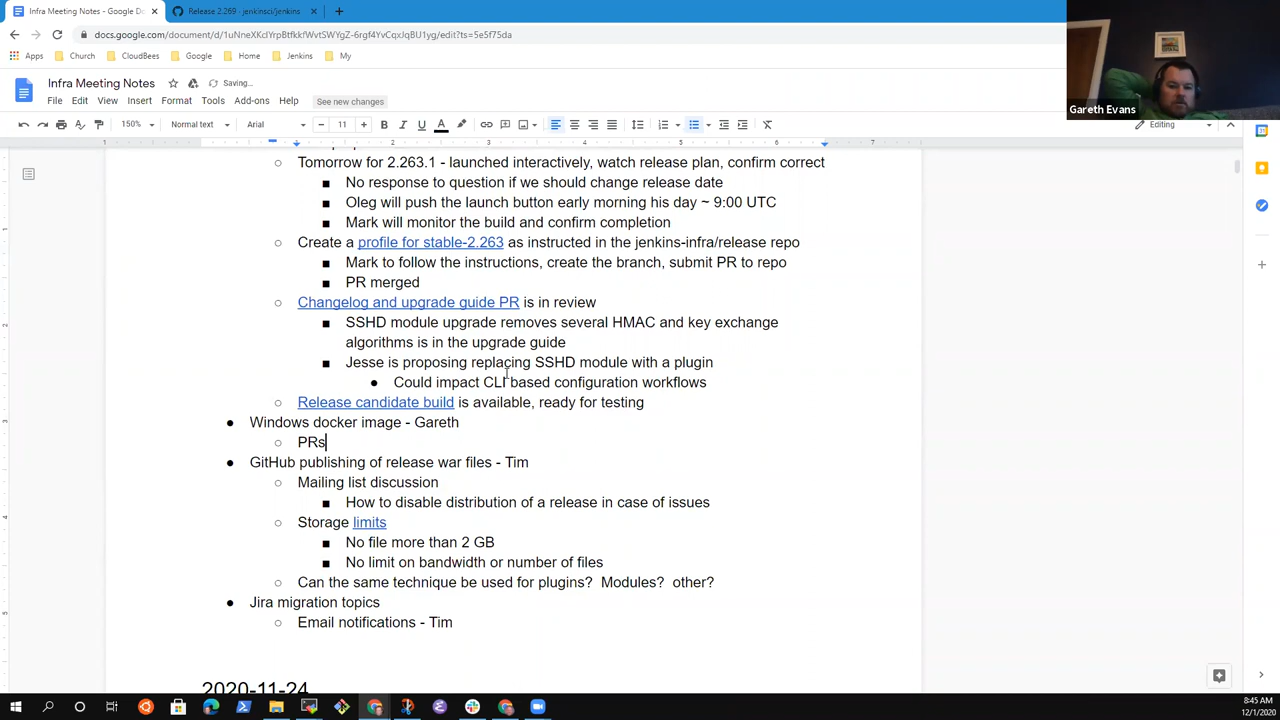 Infra Meeting Notes - Google Do
Release 2.269 · jenkinsci/jenkins
docs.google.com/document/d/1uNneXKcIYrpBtfkkfWvtSWYgZ-6rgf4YvCqxJqBU1yg/edit?ts=5e5f75da
Apps Church CloudBees Google Home Jenkins My
Gareth Evans
Infra Meeting Notes Saving...
File Edit View Insert Format Tools Add-ons Help See new changes
150% Normal text Arial 11 Editing
1 1 2 3 4 5 6 7
Tomorrow for 2.263.1 - launched interactively, watch release plan, confirm correct
No response to question if we should change release date
Oleg will push the launch button early morning his day ~ 9:00 UTC
Mark will monitor the build and confirm completion
Create a profile for stable-2.263 as instructed in the jenkins-infra/release repo
Mark to follow the instructions, create the branch, submit PR to repo
PR merged
Changelog and upgrade guide PR is in review
SSHD module upgrade removes several HMAC and key exchange
algorithms is in the upgrade guide
Jesse is proposing replacing SSHD module with a plugin
Could impact CLI based configuration workflows
Release candidate build is available, ready for testing
Windows docker image - Gareth
PRs
GitHub publishing of release war files - Tim
Mailing list discussion
How to disable distribution of a release in case of issues
Storage limits
No file more than 2 GB
No limit on bandwidth or number of files
Can the same technique be used for plugins? Modules? other?
Jira migration topics
Email notifications - Tim
2020-11-24
8:45 AM
12/1/2020